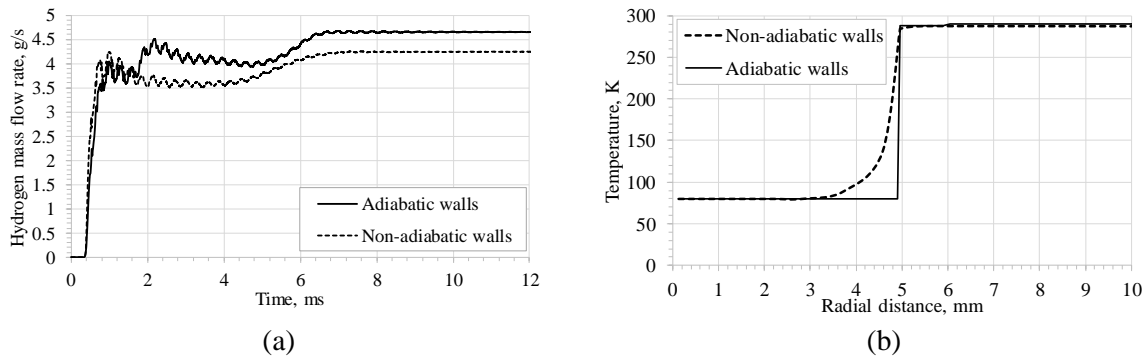 Hydrogen mass flow rate, g/s
5
4.5
4
3.5
3
2.5
2
1.5
1
0.5
0
Adiabatic walls
Non-adiabatic walls
0 2 4 6 8 10 12
Time, ms
(a)
Temperature, K
300
250
200
150
100
50
0
Non-adiabatic walls
Adiabatic walls
0 1 2 3 4 5 6 7 8 9 10
Radial distance, mm
(b)